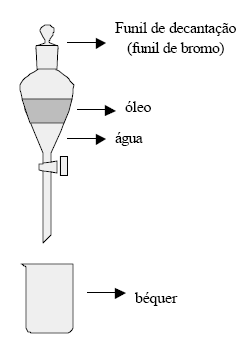 Funil de decantação
(funil de bromo)
óleo
água
béquer